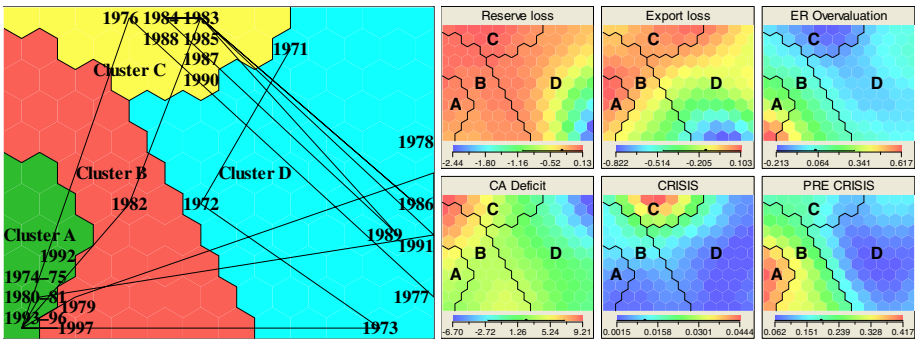 1976 1984 1983
1988 1985
1987
1990
1971
Cluster C
1978
Cluster B
Cluster D
1982
1972
1986
1989
1991
Cluster A
1992
1974–75
1980–81
1979
1977
1993–96
1997
1973
Reserve loss
C
B
D
A
-2.44 -1.80 -1.16 -0.52 0.13
Export loss
C
B
D
A
-0.822 -0.514 -0.205 0.103
ER Overvaluation
C
B
D
A
-0.213 0.064 0.341 0.617
CA Deficit
C
B
D
A
-6.70 -2.72 1.26 5.24 9.21
CRISIS
C
B
D
A
0.0015 0.0158 0.0301 0.0444
PRE CRISIS
C
B
D
A
0.062 0.151 0.239 0.328 0.417